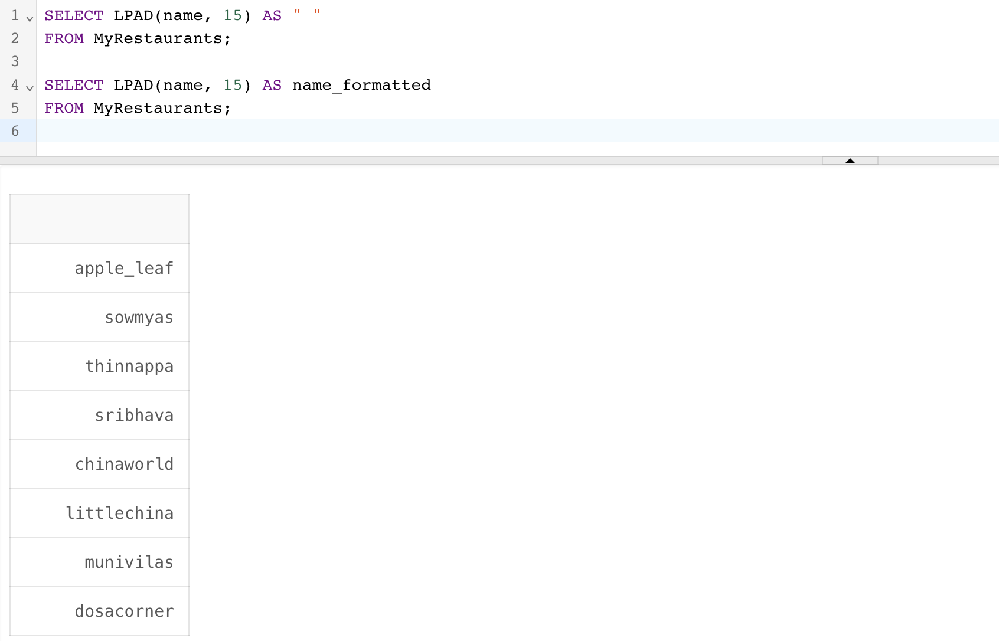 1 SELECT LPAD(name, 15) AS " "
2 FROM MyRestaurants;
3
4 SELECT LPAD(name, 15) AS name_formatted
5 FROM MyRestaurants;
6
apple_leaf
sowmyas
thinnappa
sribhava
chinaworld
littlechina
munivilas
dosacorner